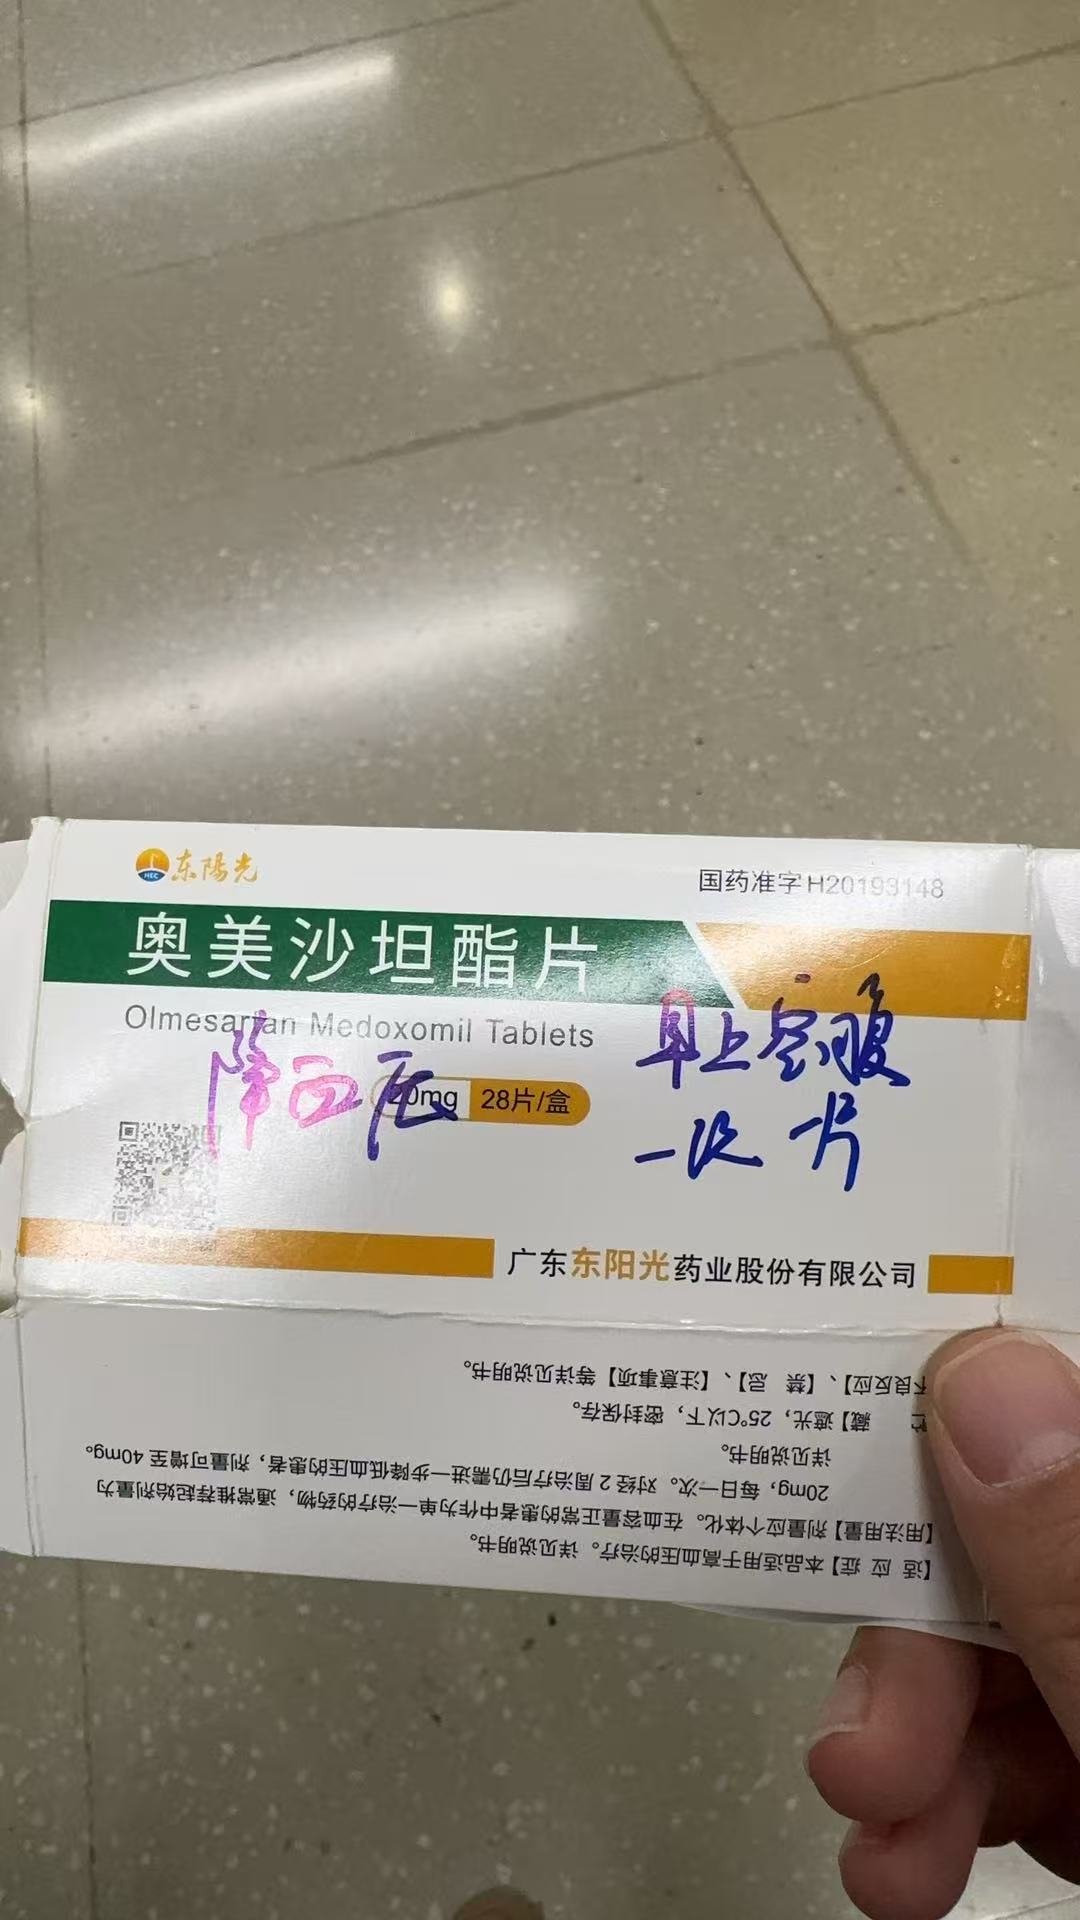 HEC 东陽光
国药准字H20193148
奥美沙坦酯片
Olmesartan Medoxomil Tablets
降血压
早上空腹
一次一片
20mg 28片/盒
广东东阳光药业股份有限公司
【适 应 症】本品适用于高血压的治疗。详见说明书。
【用法用量】剂量应个体化。在血容量正常的患者中作为单一治疗的药物，通常推荐起始剂量为
20mg，每日一次。对经2周治疗后仍需进一步降低血压的患者，剂量可增至40mg。
详见说明书。
藏】遮光，25℃以下，密封保存。
不良反应】、【禁 忌】、【注意事项】等详见说明书。